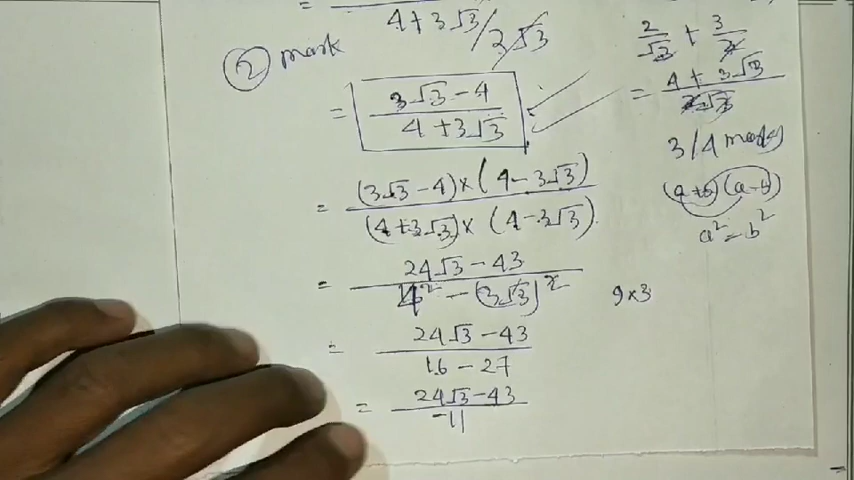 4 + 3√3 / 2√3
② mark
= (3√3 - 4) / (4 + 3√3)
= (3√3 - 4) × (4 - 3√3) / (4 + 3√3) × (4 - 3√3)
= 24√3 - 43 / 4² - (3√3)²
= 24√3 - 43 / 16 - 27
= 24√3 - 43 / -11
2/√3 + 3/2
= 4 + 3√3 / 2√3
3/4 marks
(a+b) (a-b)
a² - b²
9×3